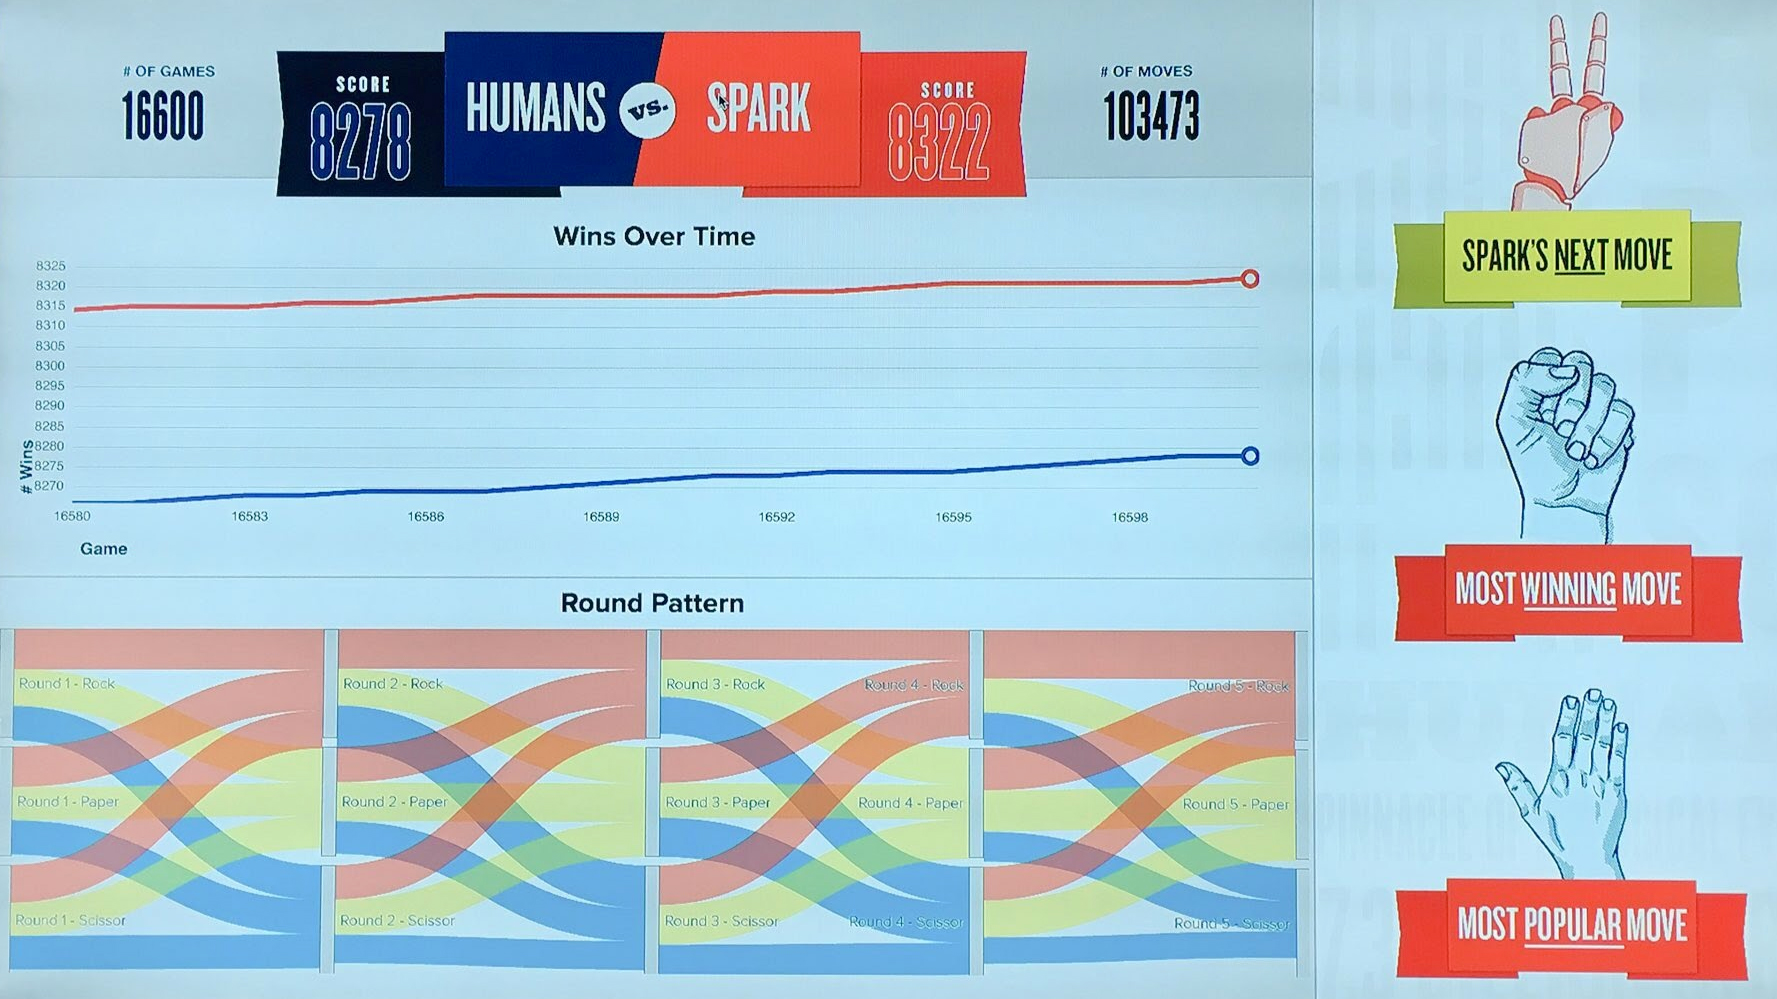 # OF GAMES
16600
SCORE
8278
HUMANS vs. SPARK
SCORE
8322
# OF MOVES
103473
Wins Over Time
8325
8320
8315
8310
8305
8300
8295
8290
8285
8280
8275
8270
# Wins
16580 16583 16586 16589 16592 16595 16598
Game
Round Pattern
Round 1 - Rock Round 2 - Rock Round 3 - Rock Round 4 - Rock Round 5 - Rock
Round 1 - Paper Round 2 - Paper Round 3 - Paper Round 4 - Paper Round 5 - Paper
Round 1 - Scissor Round 2 - Scissor Round 3 - Scissor Round 4 - Scissor Round 5 - Scissor
SPARK'S NEXT MOVE
MOST WINNING MOVE
MOST POPULAR MOVE